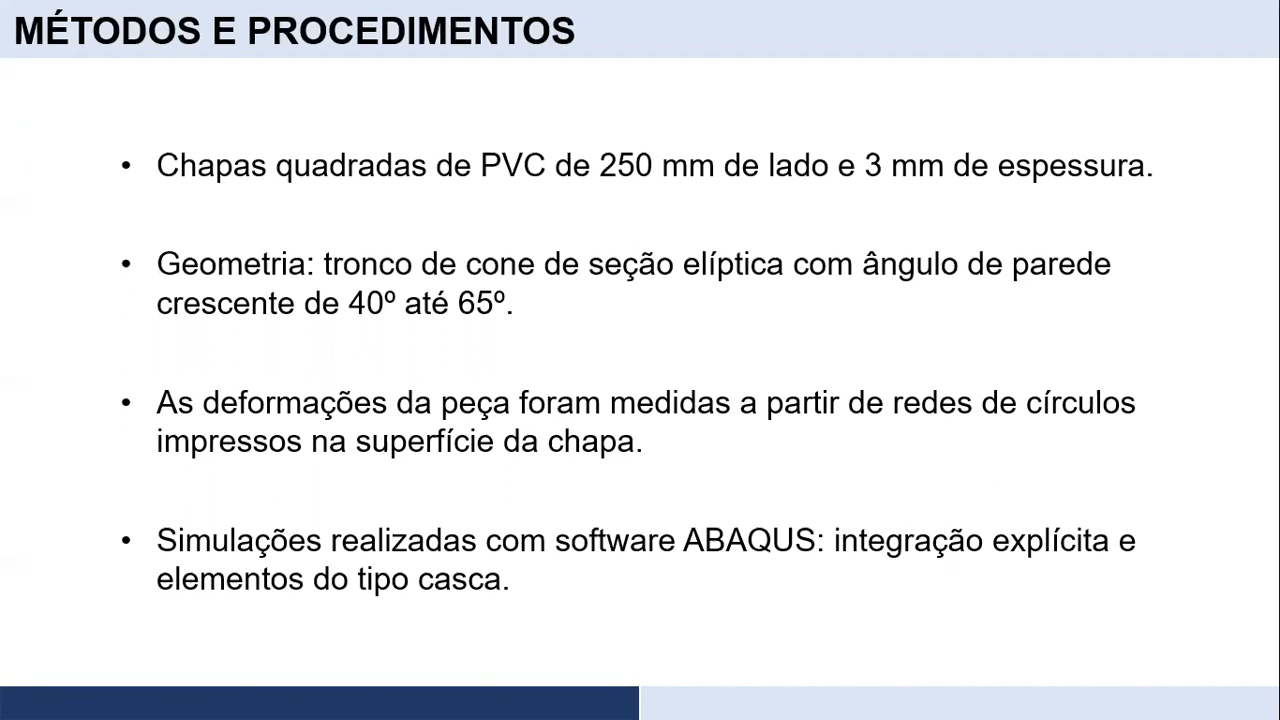 MÉTODOS E PROCEDIMENTOS
• Chapas quadradas de PVC de 250 mm de lado e 3 mm de espessura.
• Geometria: tronco de cone de seção elíptica com ângulo de parede
crescente de 40º até 65º.
• As deformações da peça foram medidas a partir de redes de círculos
impressos na superfície da chapa.
• Simulações realizadas com software ABAQUS: integração explícita e
elementos do tipo casca.